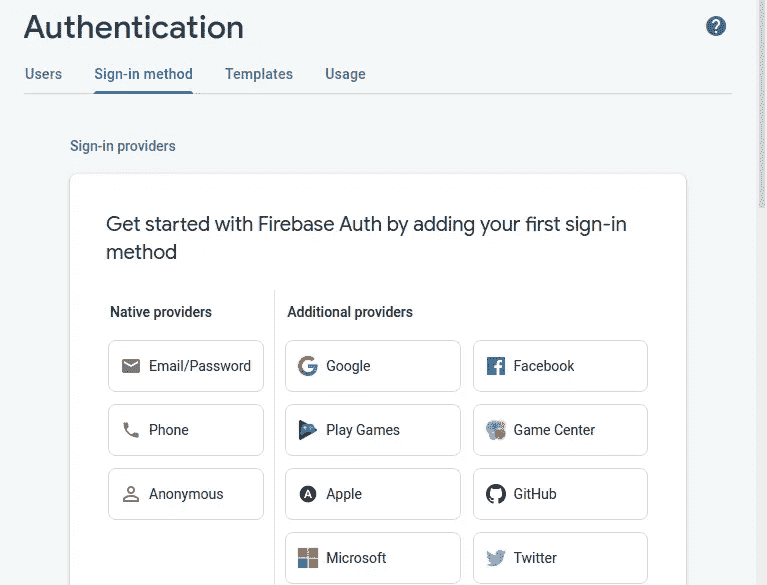 Authentication
?
Users Sign-in method Templates Usage
Sign-in providers
Get started with Firebase Auth by adding your first sign-in
method
Native providers
Email/Password
Phone
Anonymous
Additional providers
Google
Facebook
Play Games
Game Center
A Apple
GitHub
Microsoft
Twitter